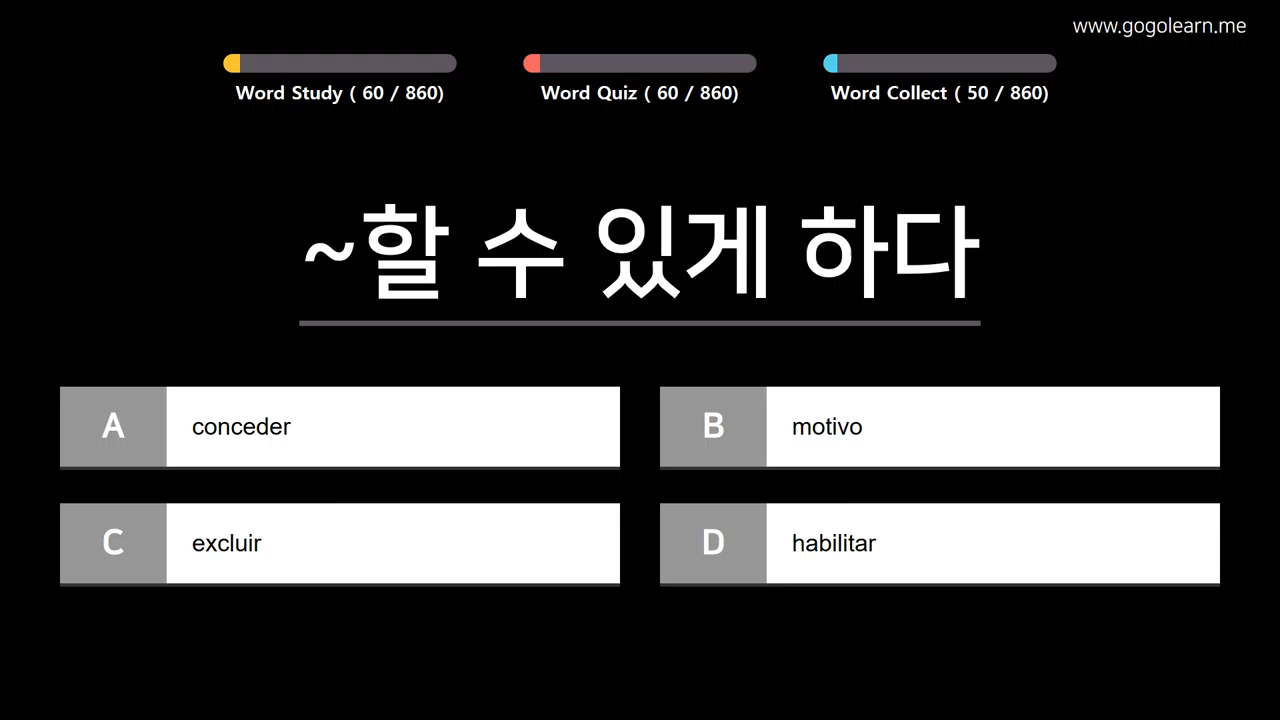 www.gogolearn.me
Word Study ( 60 / 860)
Word Quiz ( 60 / 860)
Word Collect ( 50 / 860)
~할 수 있게 하다
A conceder
B motivo
C excluir
D habilitar